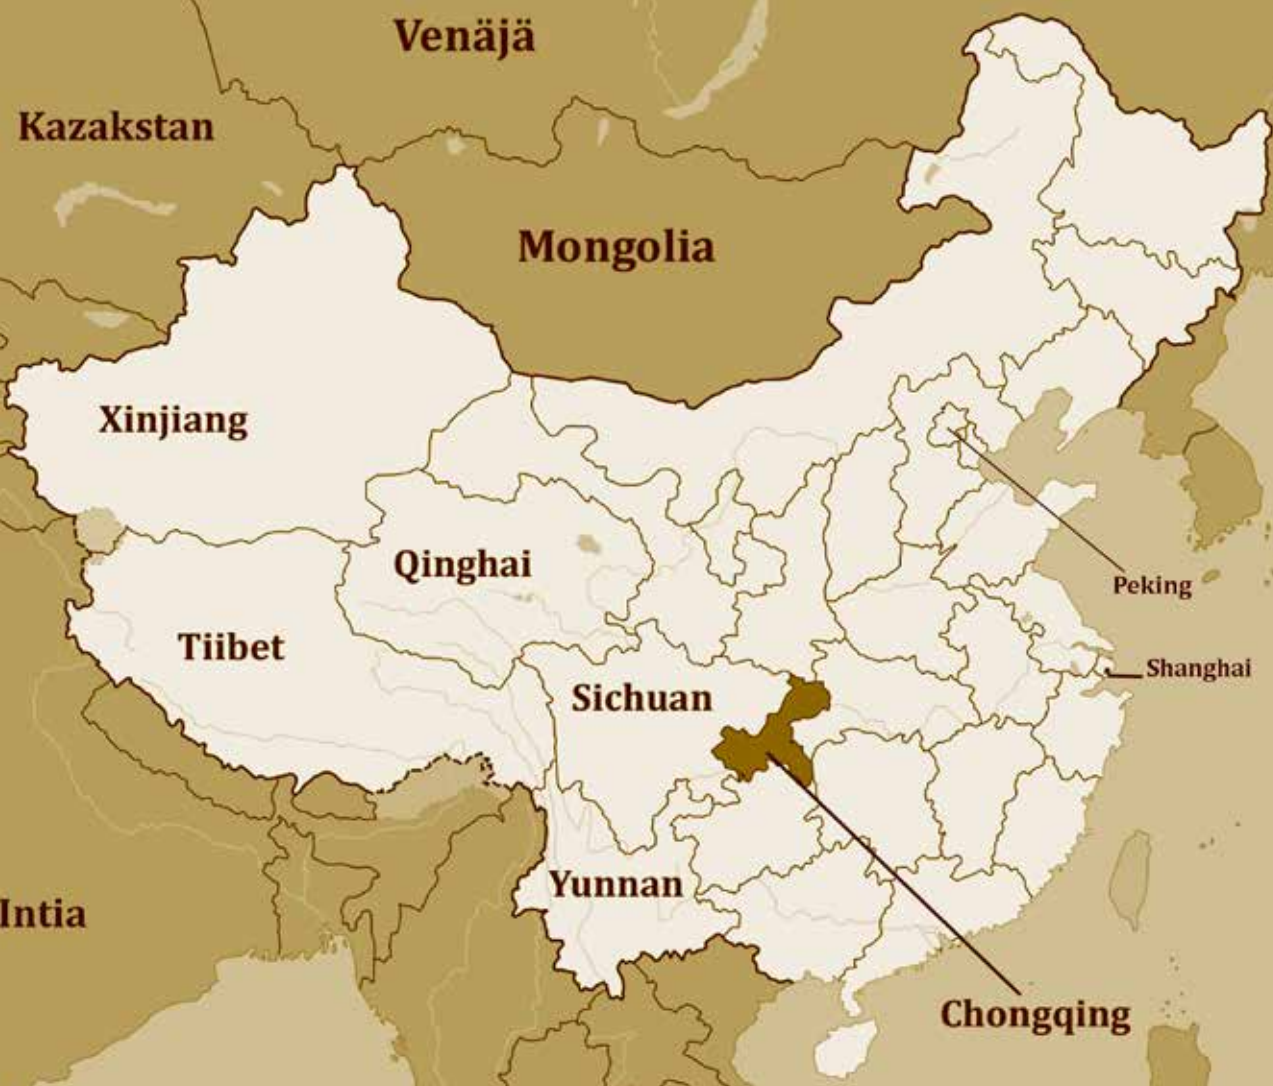 Venäjä
Kazakstan
Mongolia
Xinjiang
Qinghai
Peking
Tiibet
Shanghai
Sichuan
Yunnan
Intia
Chongqing